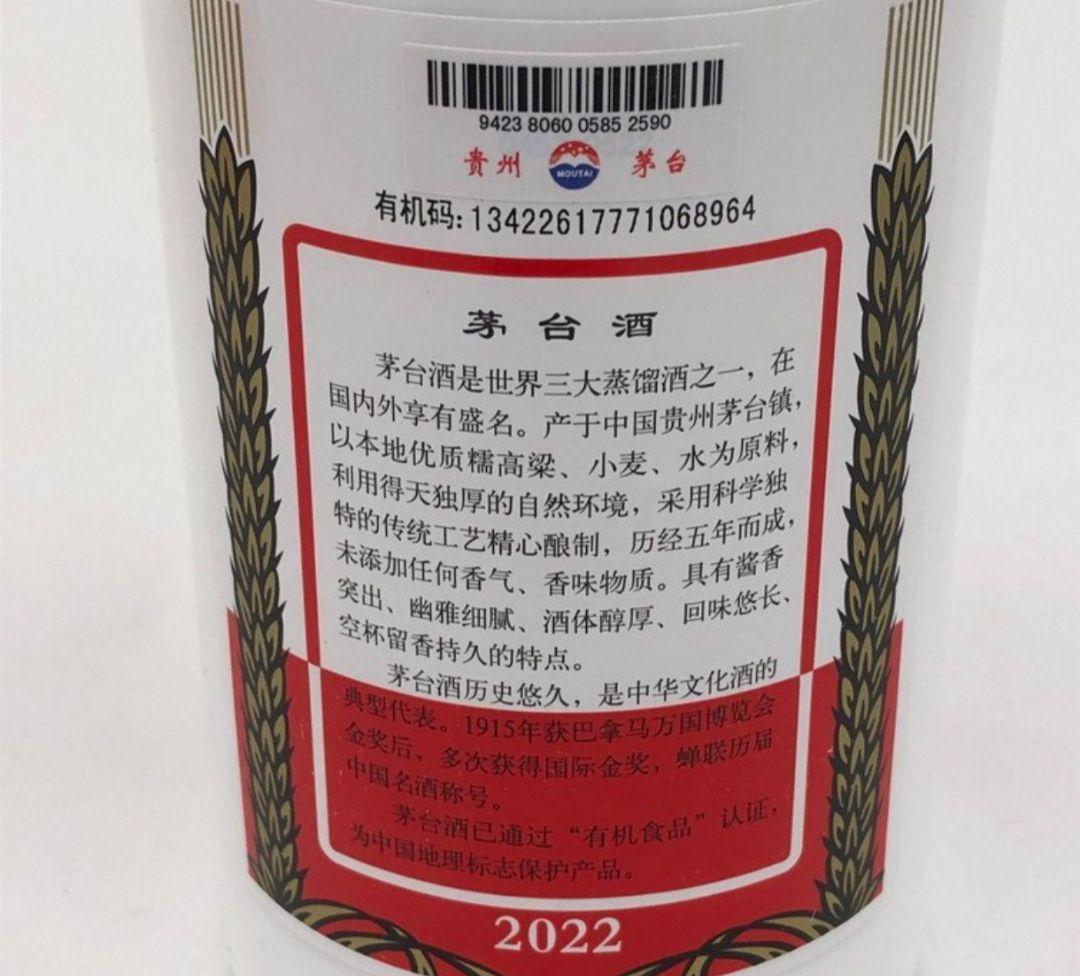 9423 8060 0585 2590
贵州 MOUTAI 茅台
有机码:13422617771068964
茅台酒
茅台酒是世界三大蒸馏酒之一，在
国内外享有盛名。产于中国贵州茅台镇，
以本地优质糯高粱、小麦、水为原料，
利用得天独厚的自然环境，采用科学独
特的传统工艺精心酿制，历经五年而成，
未添加任何香气、香味物质。具有酱香
突出、幽雅细腻、酒体醇厚、回味悠长、
空杯留香持久的特点。
茅台酒历史悠久，是中华文化酒的
典型代表。1915年获巴拿马万国博览会
金奖后，多次获得国际金奖，蝉联历届
中国名酒称号。
茅台酒已通过“有机食品”认证，
为中国地理标志保护产品。
2022